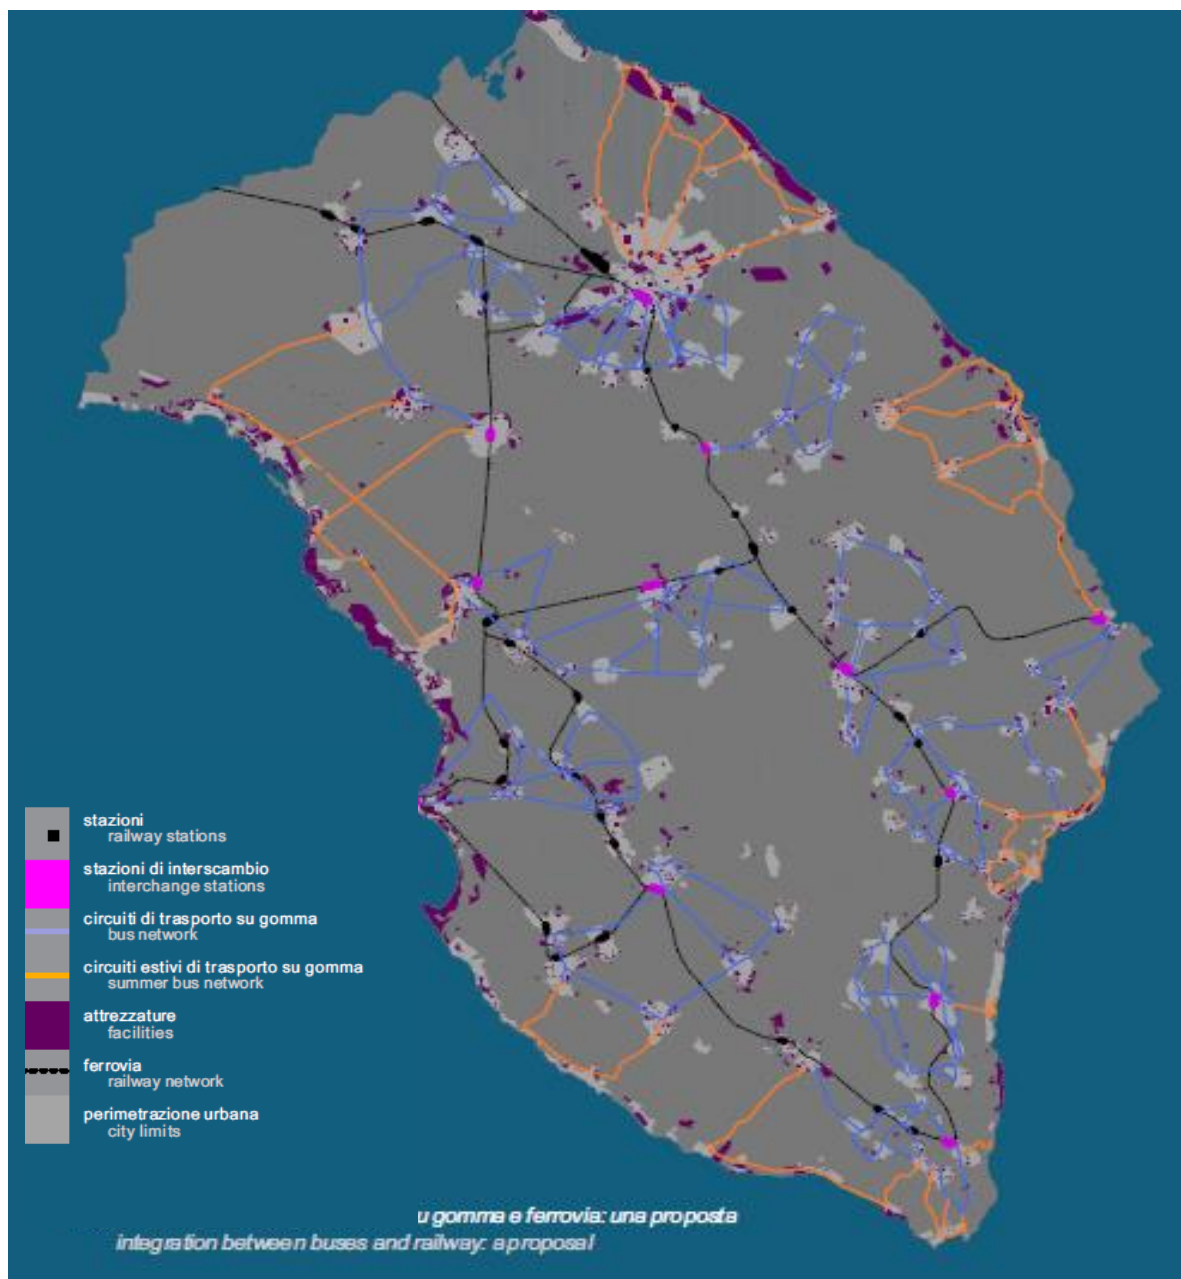 stazioni
railway stations
stazioni di interscambio
interchange stations
circuiti di trasporto su gomma
bus network
circuiti estivi di trasporto su gomma
summer bus network
attrezzature
facilities
ferrovia
railway network
perimetrazione urbana
city limits
u gomma e ferrovia: una proposta
integration between buses and railway: a proposal